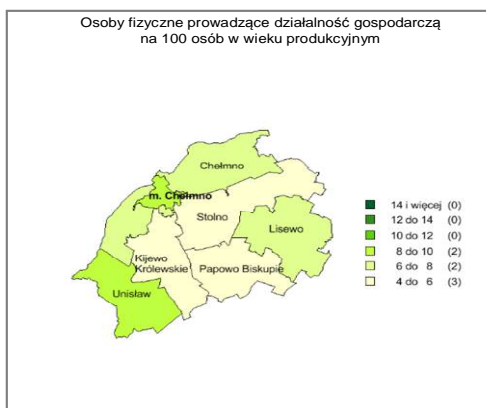 Osoby fizyczne prowadzące działalność gospodarczą
na 100 osób w wieku produkcyjnym
Chełmno
m. Chełmno
Stolno
Lisewo
Kijewo
Królewskie
Papowo Biskupie
Unisław
14 i więcej (0)
12 do 14 (0)
10 do 12 (0)
8 do 10 (2)
6 do 8 (2)
4 do 6 (3)